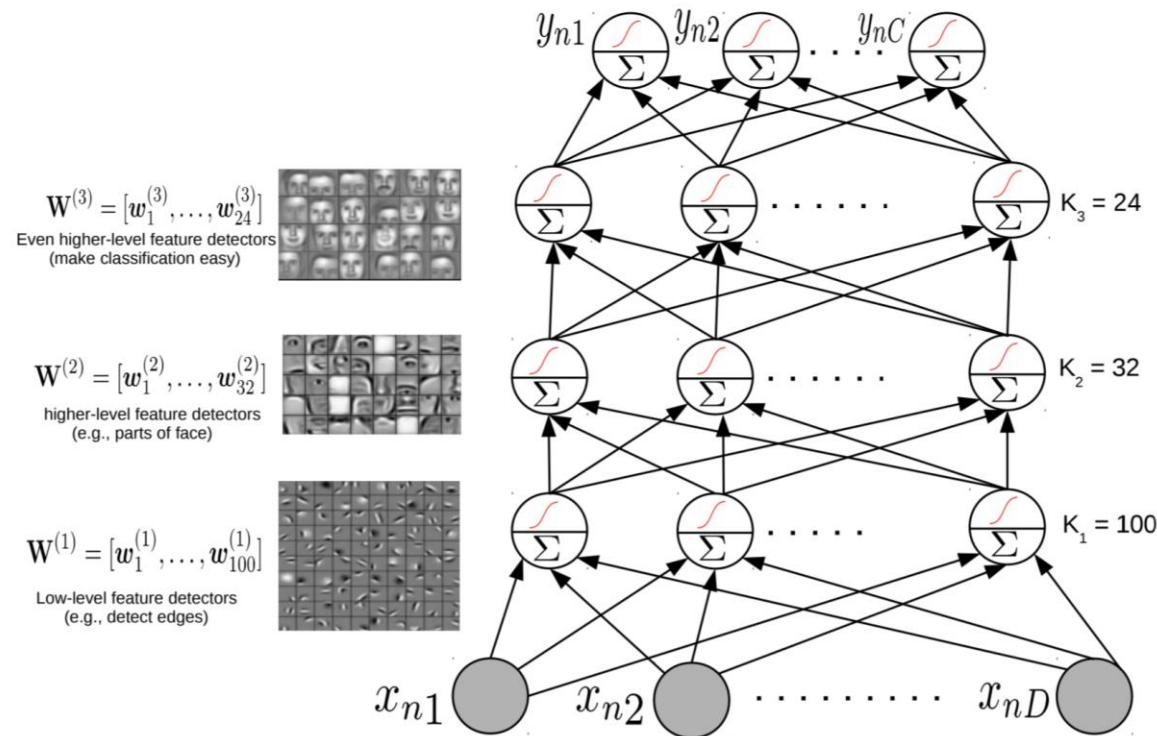 y_{n1} y_{n2} . . . . y_{nC}
Σ Σ Σ
W^{(3)} = [w_1^{(3)}, . . . , w_{24}^{(3)}]
Even higher-level feature detectors
(make classification easy)
Σ Σ . . . . . . Σ
K_3 = 24
W^{(2)} = [w_1^{(2)}, . . . , w_{32}^{(2)}]
higher-level feature detectors
(e.g., parts of face)
Σ Σ . . . . . . Σ
K_2 = 32
W^{(1)} = [w_1^{(1)}, . . . , w_{100}^{(1)}]
Low-level feature detectors
(e.g., detect edges)
Σ Σ . . . . . Σ
K_1 = 100
x_{n1} x_{n2} . . . . . . . . . x_{nD}